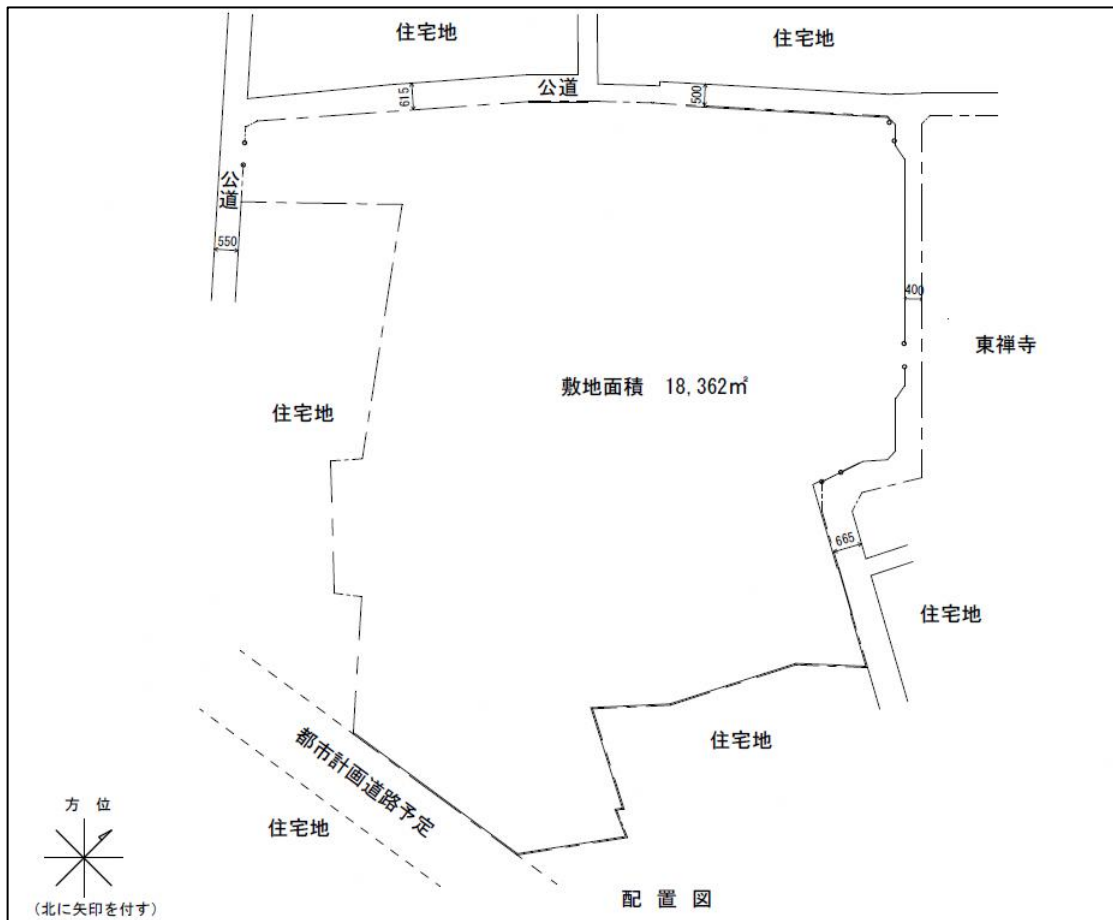 住宅地
住宅地
公道
615
500
公道
550
400
東禅寺
敷地面積 18,362㎡
住宅地
665
住宅地
住宅地
都市計画道路予定
住宅地
方 位
(北に矢印を付す)
配 置 図